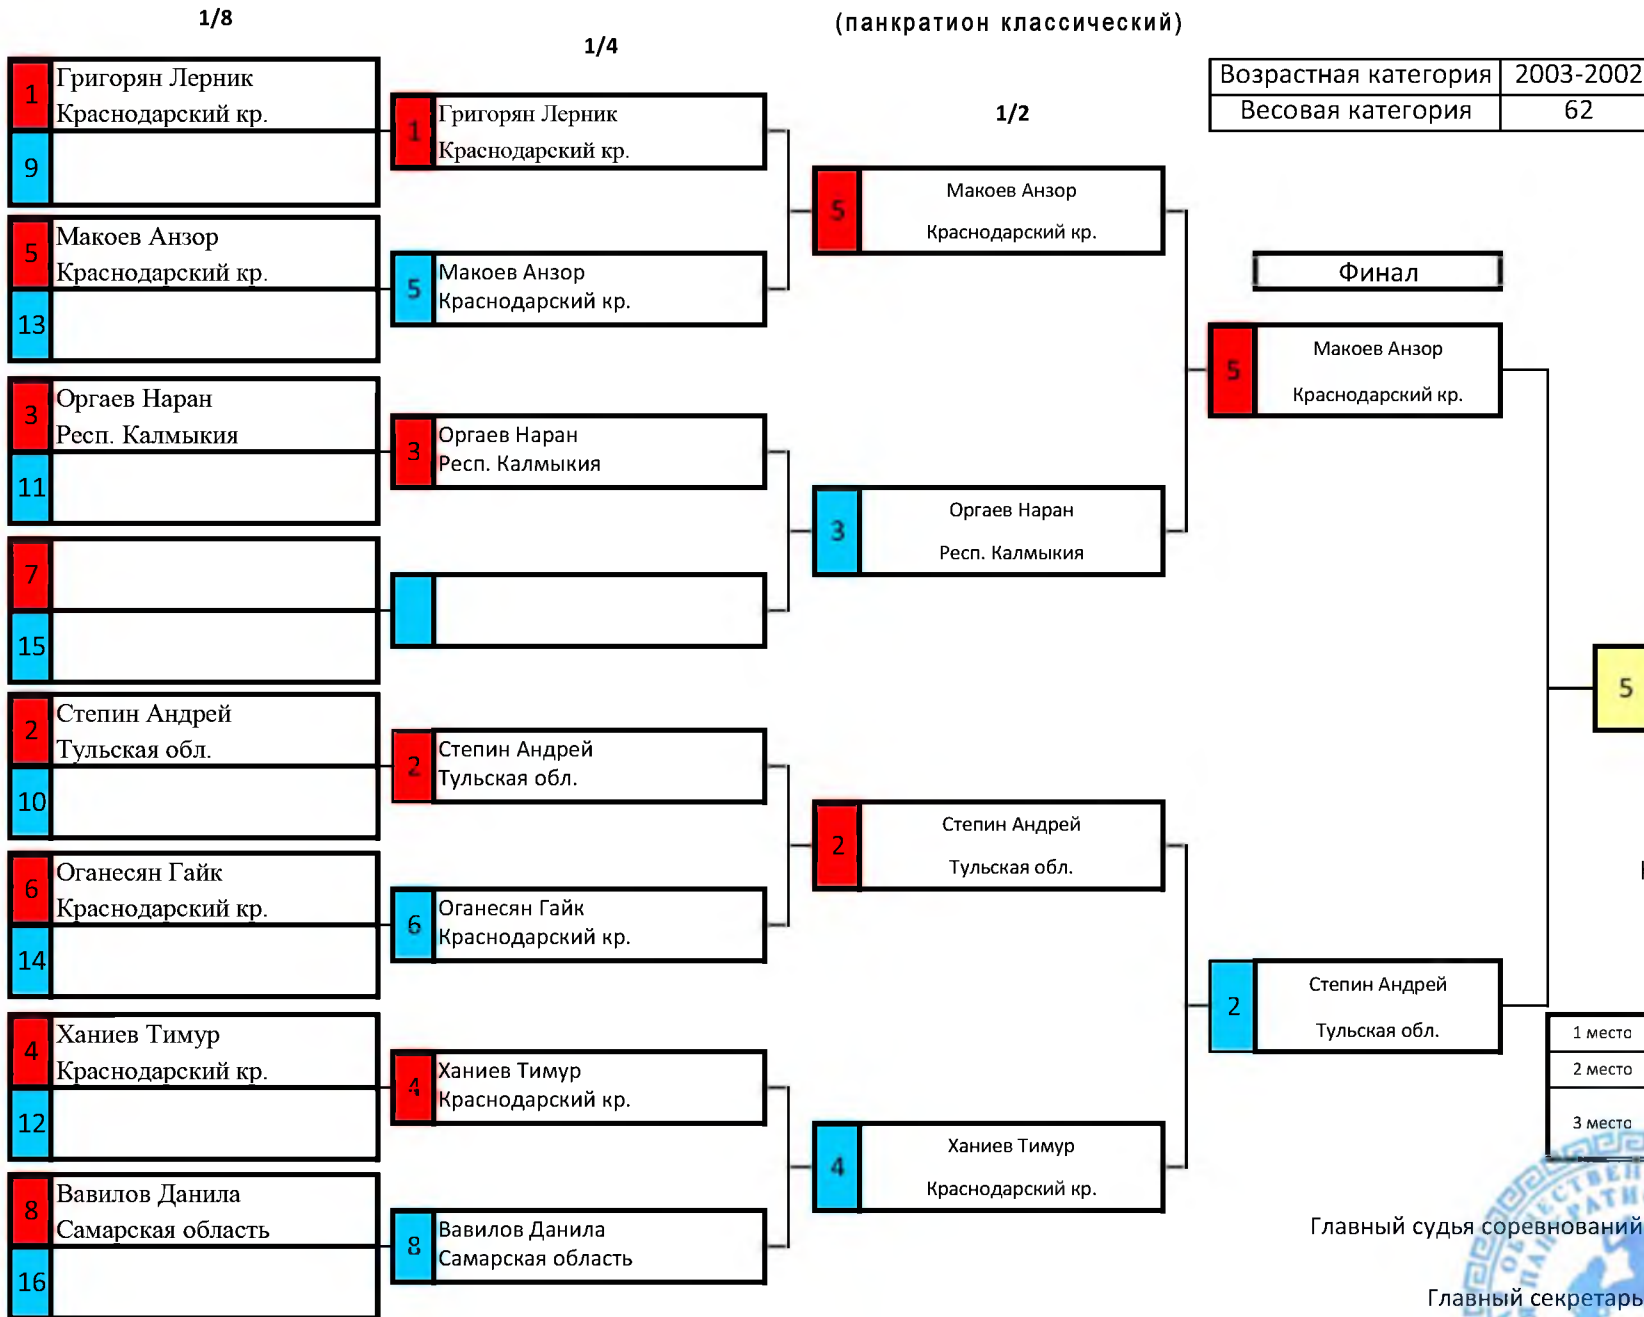 1/8
1/4
(панкратион классический)
1/2
Возрастная категория 2003-2002
Весовая категория 62
1 Григорян Лерник
Краснодарский кр.
9
5 Макоев Анзор
Краснодарский кр.
13
3 Оргаев Наран
Респ. Калмыкия
11
7
15
2 Степин Андрей
Тульская обл.
10
6 Оганесян Гайк
Краснодарский кр.
14
4 Ханиев Тимур
Краснодарский кр.
12
8 Вавилов Данила
Самарская область
16
1 Григорян Лерник
Краснодарский кр.
5 Макоев Анзор
Краснодарский кр.
3 Оргаев Наран
Респ. Калмыкия
2 Степин Андрей
Тульская обл.
6 Оганесян Гайк
Краснодарский кр.
4 Ханиев Тимур
Краснодарский кр.
8 Вавилов Данила
Самарская область
5 Макоев Анзор
Краснодарский кр.
3 Оргаев Наран
Респ. Калмыкия
2 Степин Андрей
Тульская обл.
4 Ханиев Тимур
Краснодарский кр.
Финал
5 Макоев Анзор
Краснодарский кр.
2 Степин Андрей
Тульская обл.
5
1 место
2 место
3 место
Главный судья соревнований
Главный секретарь